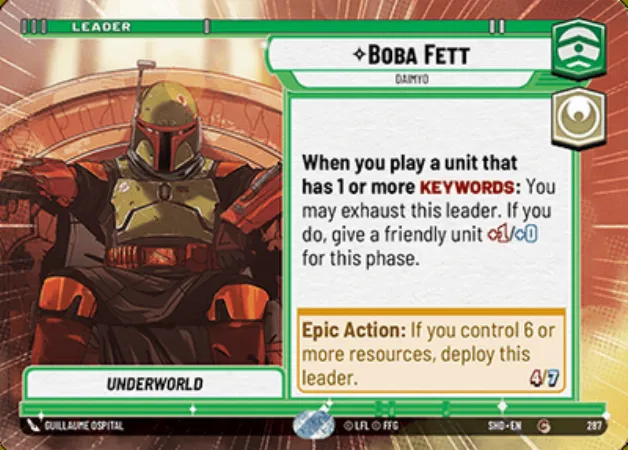 LEADER
✧BOBA FETT
DAIMYO
When you play a unit that
has 1 or more KEYWORDS: You
may exhaust this leader. If you
do, give a friendly unit +1/+0
for this phase.
Epic Action: If you control 6 or
more resources, deploy this
leader.
4/7
UNDERWORLD
GUILLAUME OSPITAL
© LFL © FFG
SHD•EN
C
287